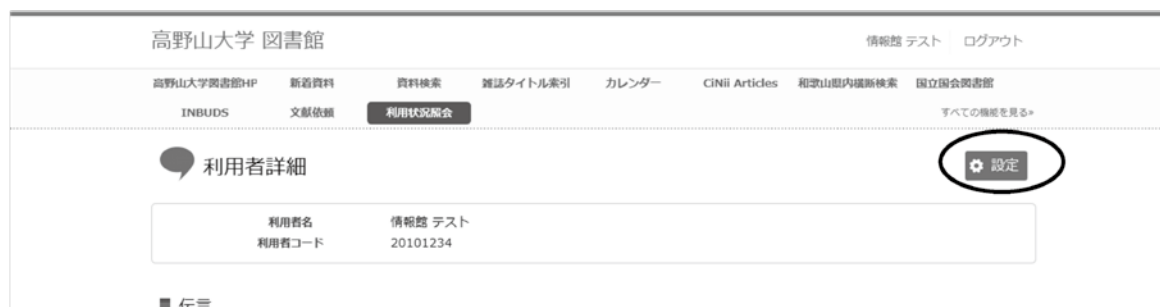 高野山大学 図書館
情報館 テスト ログアウト
高野山大学図書館HP 新着資料 資料検索 雑誌タイトル索引 カレンダー CiNii Articles 和歌山県内横断検索 国立国会図書館
INBUDS 文献依頼 利用状況照会 すべての機能を見る»
利用者詳細
設定
利用者名 情報館 テスト
利用者コード 20101234
伝言